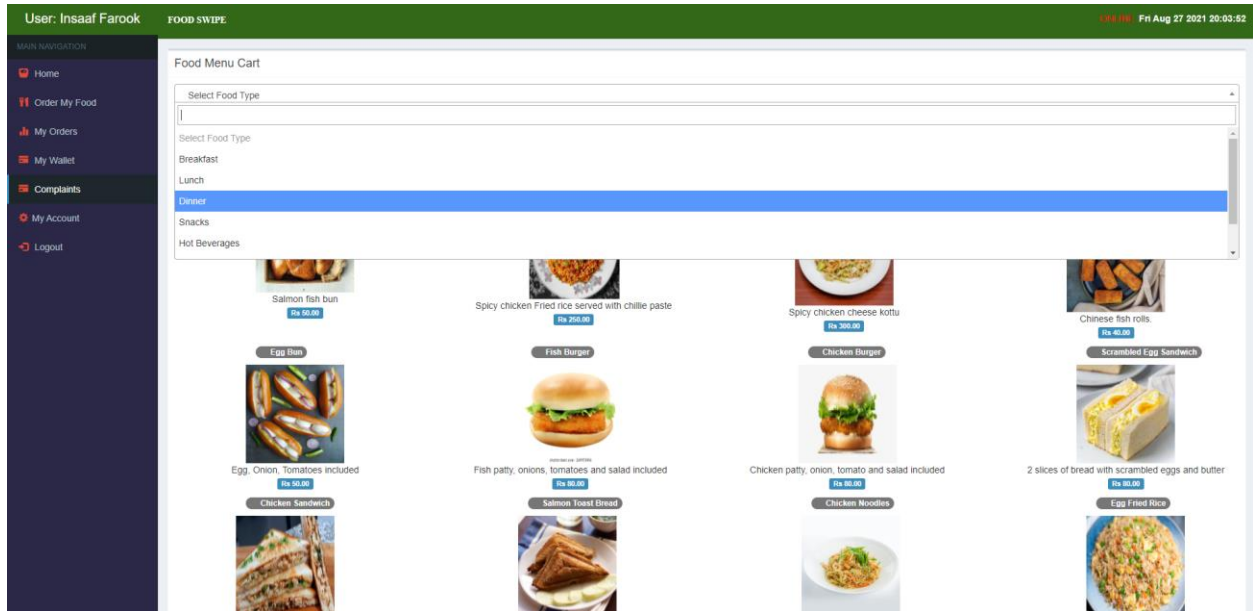 User: Insaaf Farook
FOOD SWIPE
ONLINE Fri Aug 27 2021 20:03:52
MAIN NAVIGATION
Home
Order My Food
My Orders
My Wallet
Complaints
My Account
Logout
Food Menu Cart
Select Food Type
Select Food Type
Breakfast
Lunch
Dinner
Snacks
Hot Beverages
Salmon fish bun
Rs 50.00
Spicy chicken Fried rice served with chillie paste
Rs 250.00
Spicy chicken cheese kottu
Rs 300.00
Chinese fish rolls.
Rs 40.00
Egg Bun
Fish Burger
Chicken Burger
Scrambled Egg Sandwich
Egg, Onion, Tomatoes included
Rs 50.00
Fish patty, onions, tomatoes and salad included
Rs 80.00
Chicken patty, onion, tomato and salad included
Rs 80.00
2 slices of bread with scrambled eggs and butter
Rs 80.00
Chicken Sandwich
Salmon Toast Bread
Chicken Noodles
Egg Fried Rice